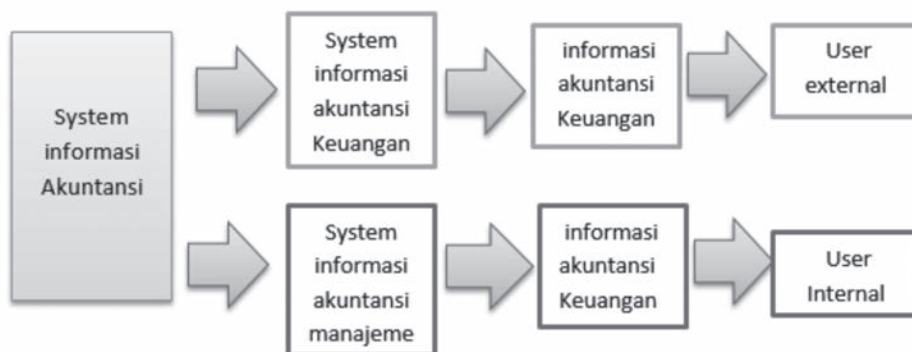 System
informasi
Akuntansi
System
informasi
akuntansi
Keuangan
informasi
akuntansi
Keuangan
User
external
System
informasi
akuntansi
manajeme
informasi
akuntansi
Keuangan
User
Internal